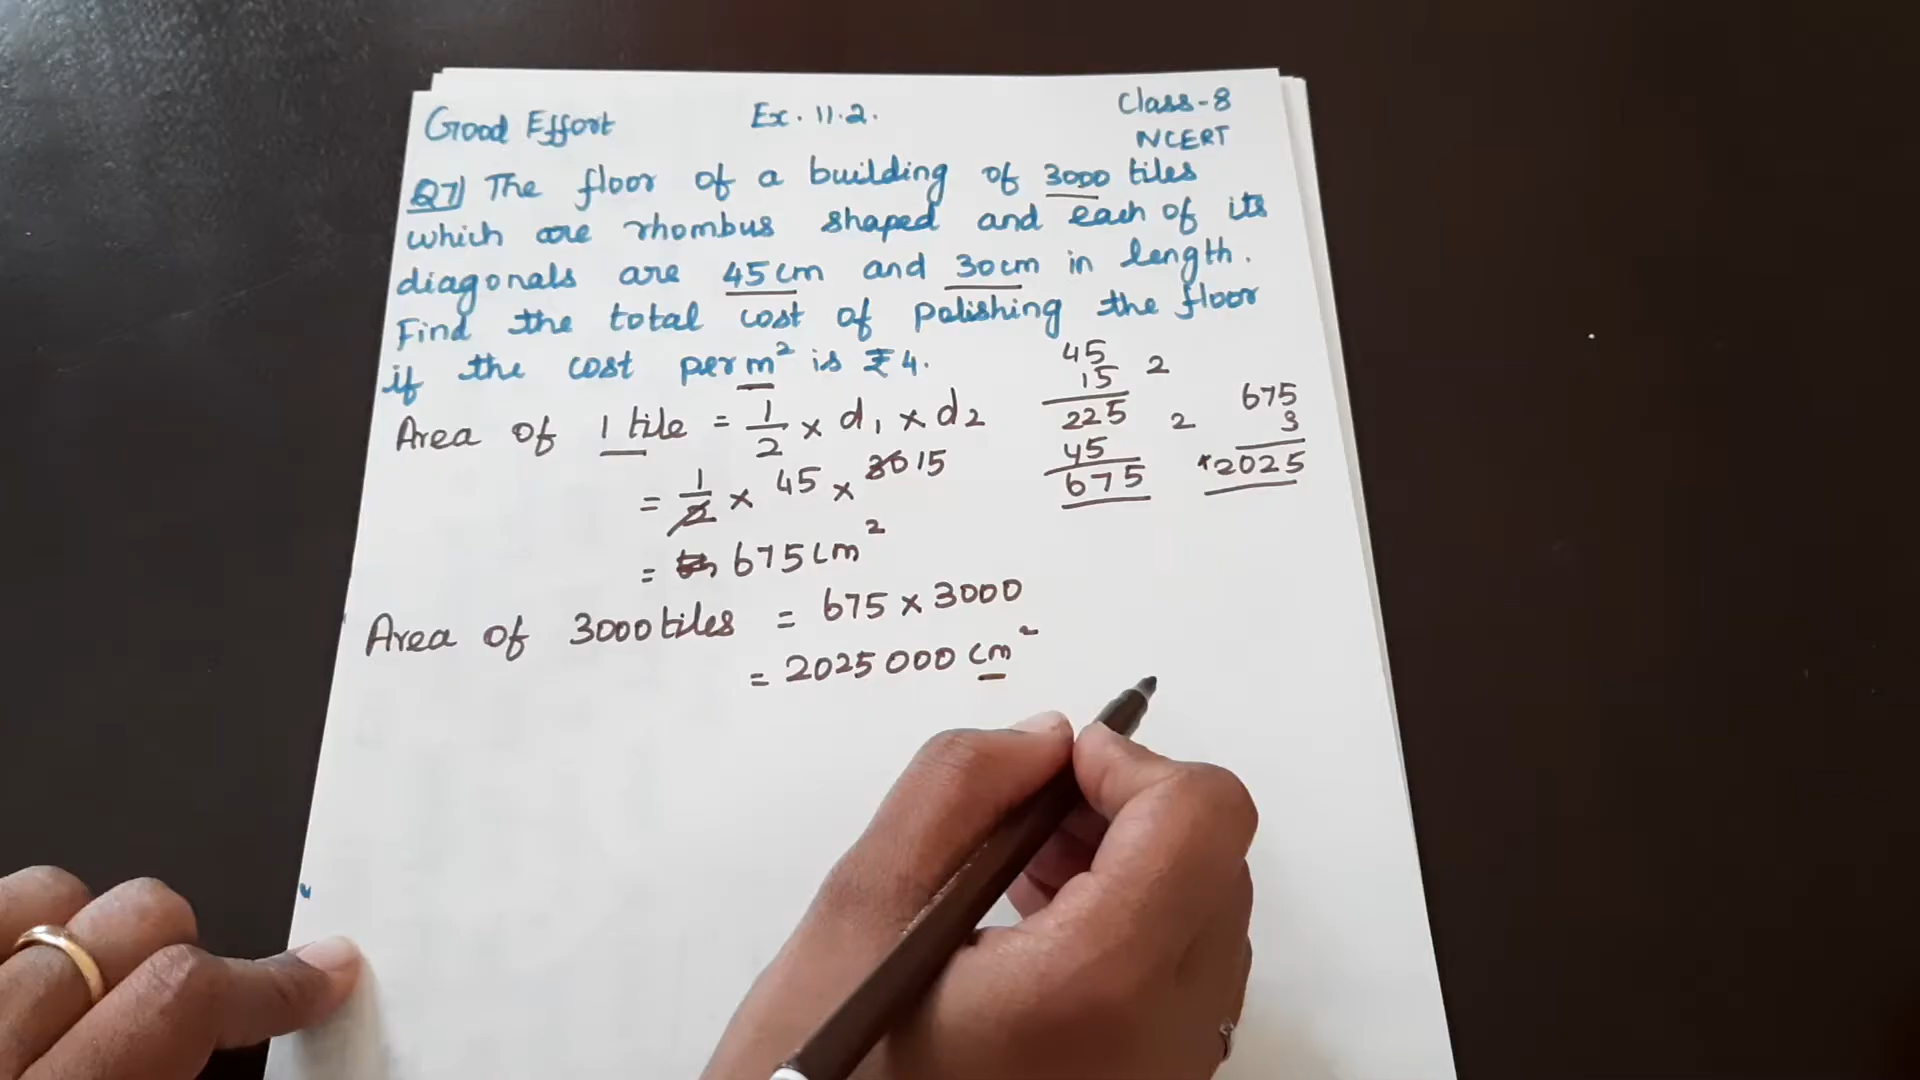 Good Effort Ex. 11.2. Class-8
NCERT
Q7) The floor of a building of 3000 tiles
which are rhombus shaped and each of its
diagonals are 45cm and 30cm in length.
Find the total cost of polishing the floor
if the cost per m² is ₹4.
Area of 1 tile = 1/2 × d₁ × d₂
= 1/2 × 45 × 30 15
= 675 cm²
Area of 3000 tiles = 675 × 3000
= 2025000 cm²
45
15 2
225 2
45
675
675
3
2025